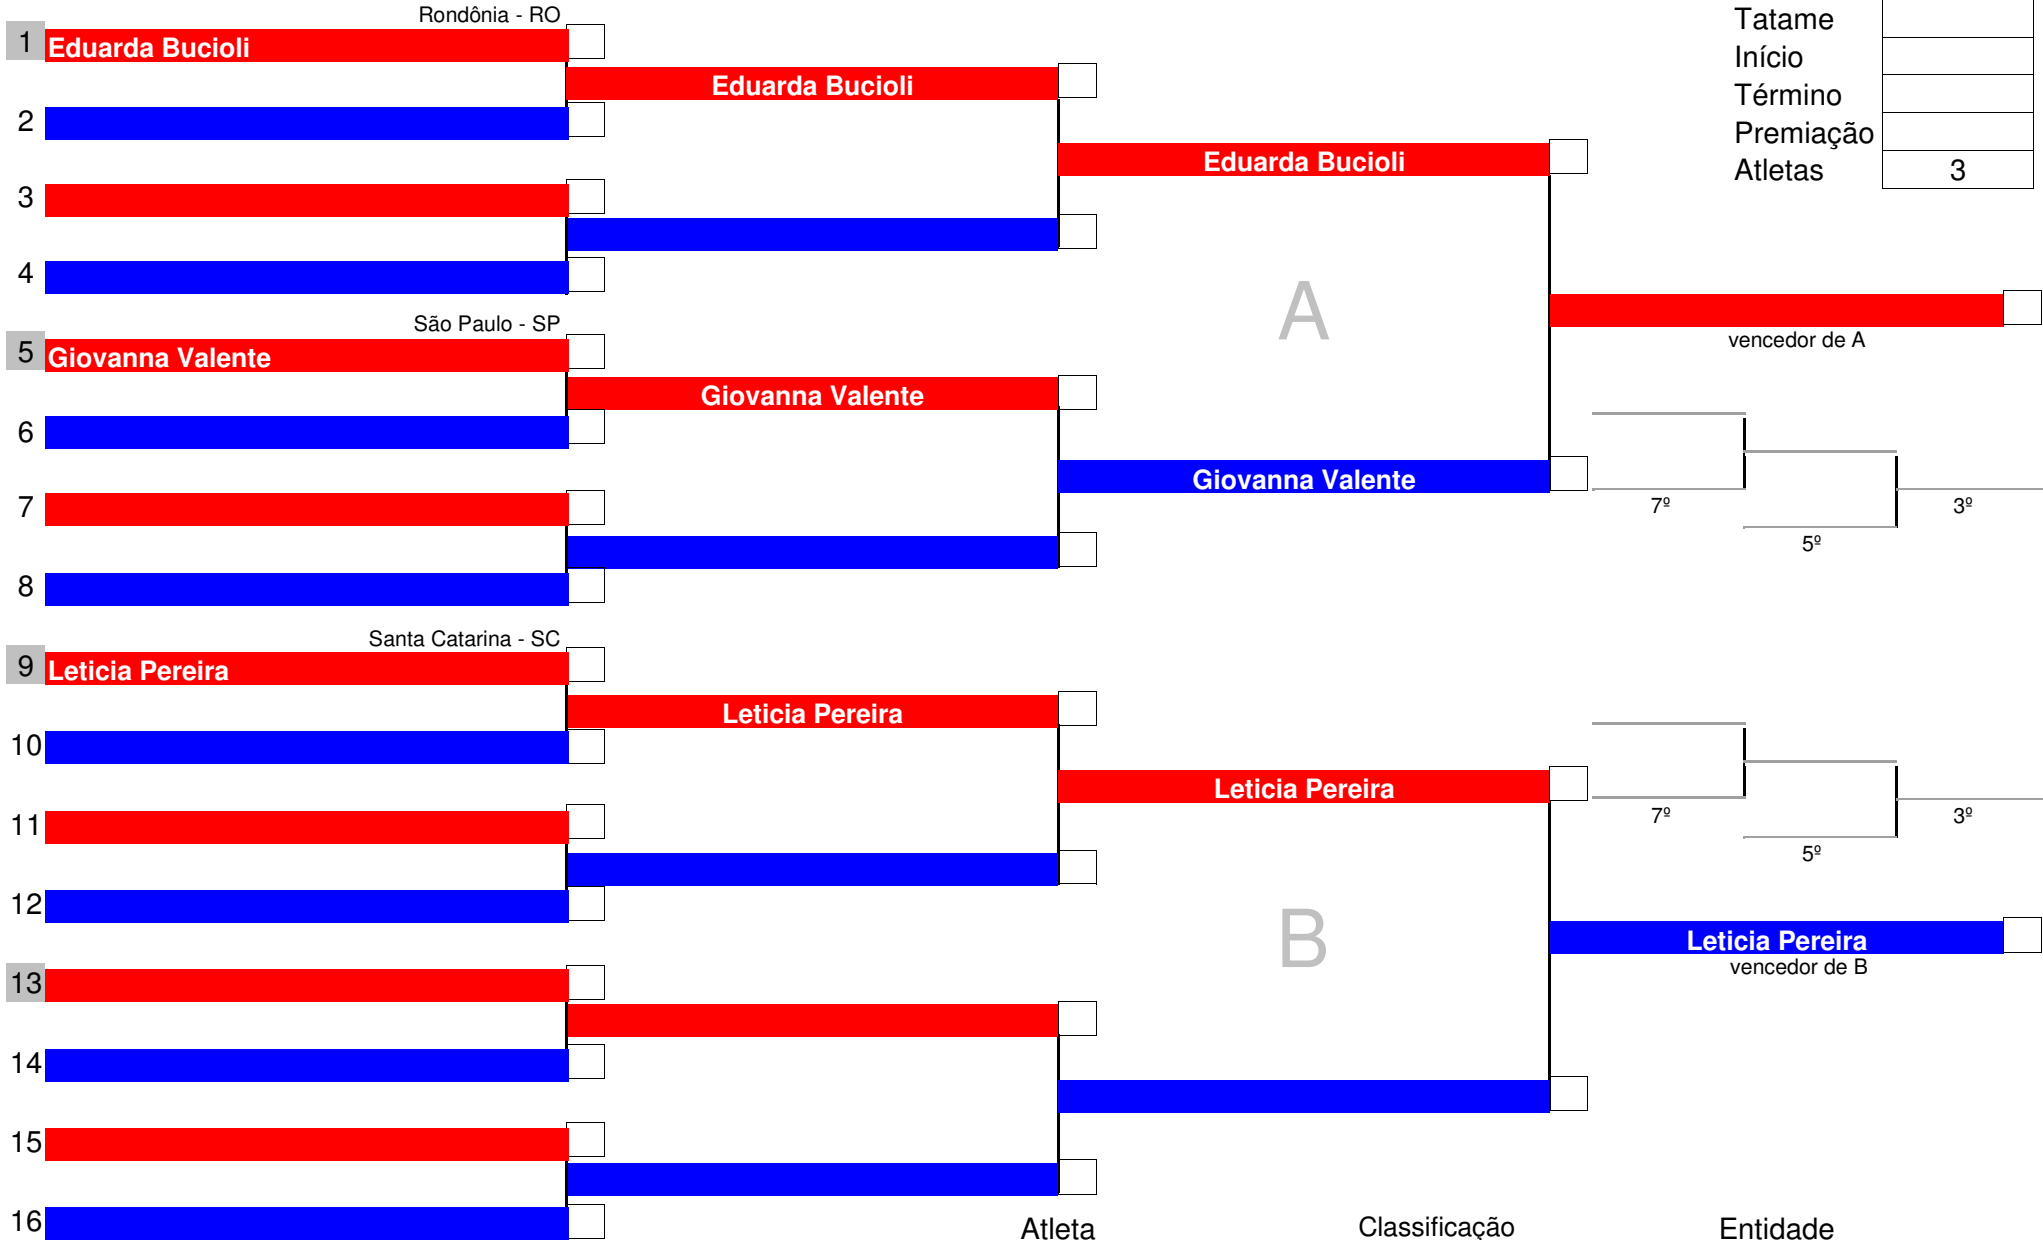 Rondônia - RO
1 Eduarda Bucioli
Eduarda Bucioli
2
Eduarda Bucioli
3
4
Tatame
Início
Término
Premiação
Atletas 3
A
vencedor de A
São Paulo - SP
5 Giovanna Valente
Giovanna Valente
6
Giovanna Valente
7
8
7º
3º
5º
Santa Catarina - SC
9 Leticia Pereira
Leticia Pereira
10
Leticia Pereira
11
12
7º
3º
5º
B
Leticia Pereira
vencedor de B
13
14
15
16
Atleta Classificação Entidade